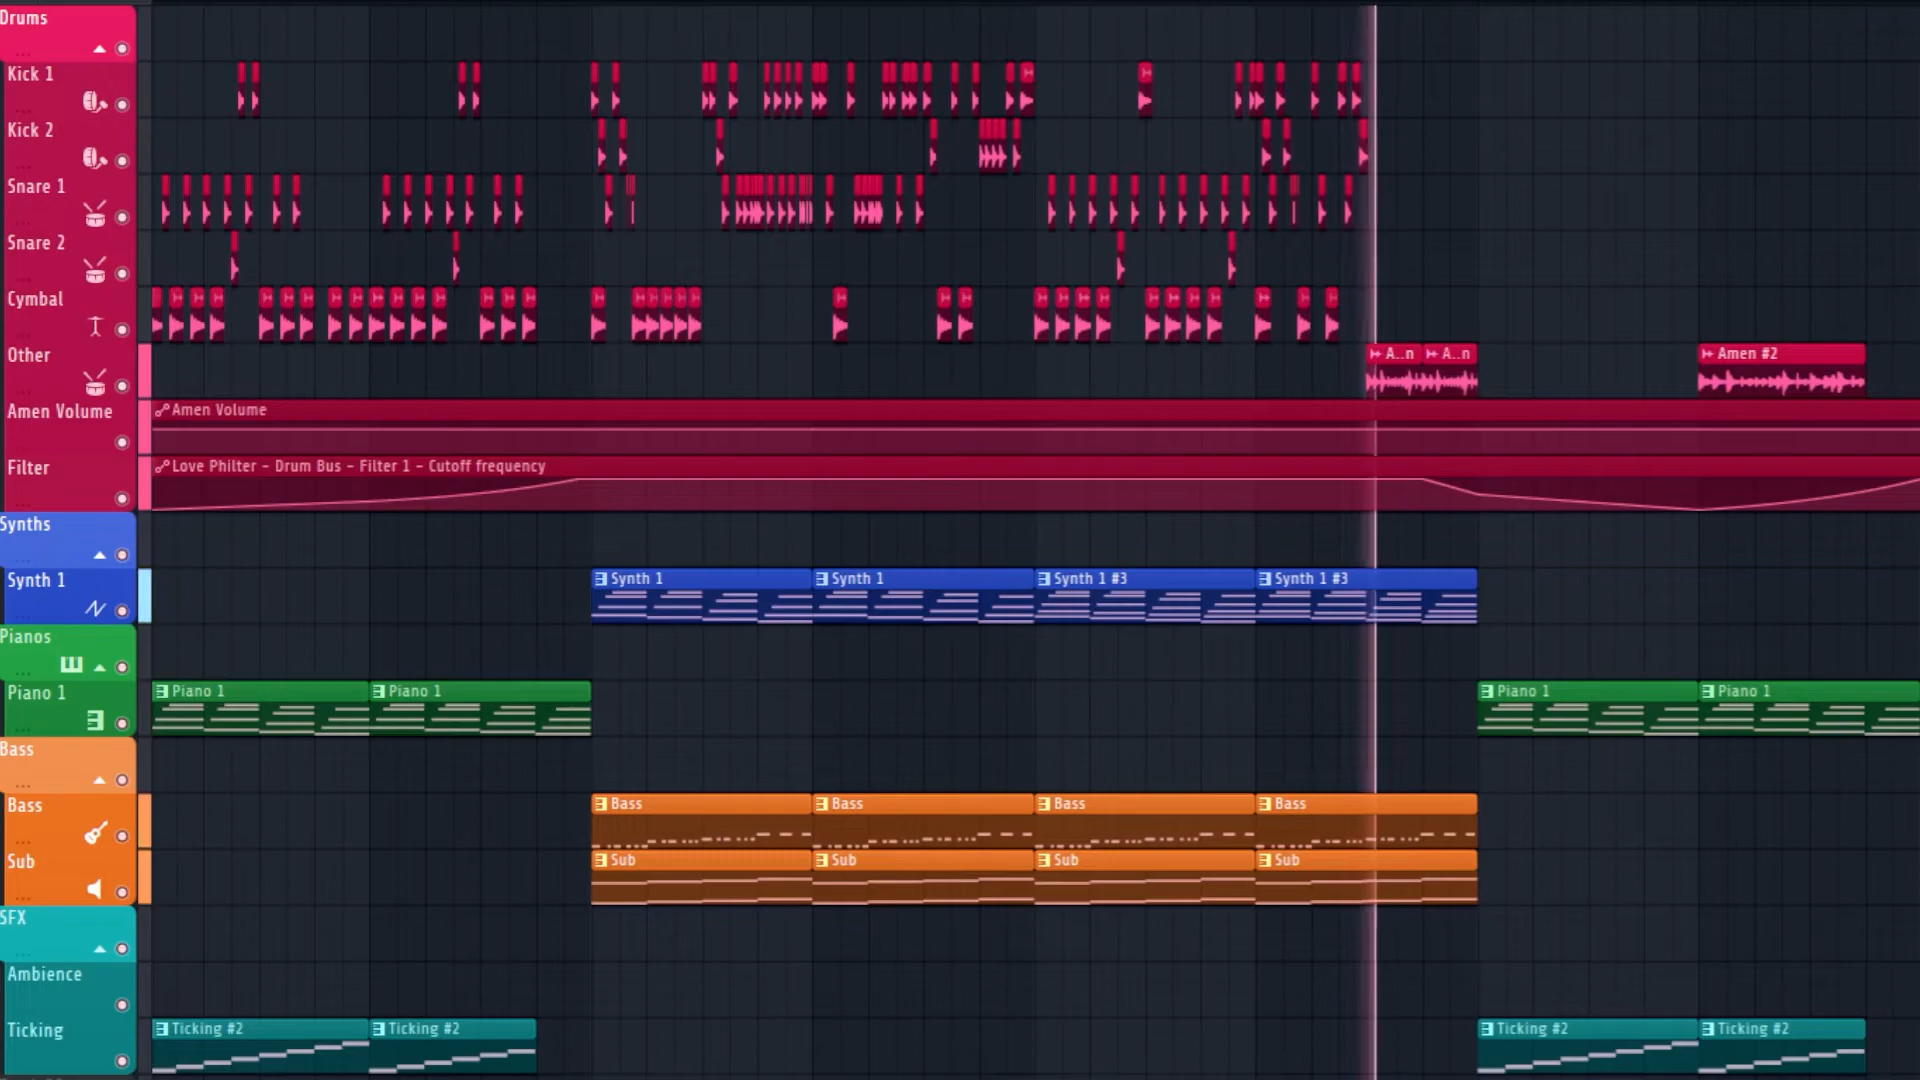 Drums
Kick 1
Kick 2
Snare 1
Snare 2
Cymbal
Other
A..n A..n Amen #2
Amen Volume
Amen Volume
Filter
Love Philter - Drum Bus - Filter 1 - Cutoff frequency
Synths
Synth 1
Synth 1 Synth 1 Synth 1 #3 Synth 1 #3
Pianos
Piano 1
Piano 1 Piano 1 Piano 1 Piano 1
Bass
Bass
Bass Bass Bass Bass
Sub
Sub Sub Sub Sub
SFX
Ambience
Ticking
Ticking #2 Ticking #2 Ticking #2 Ticking #2